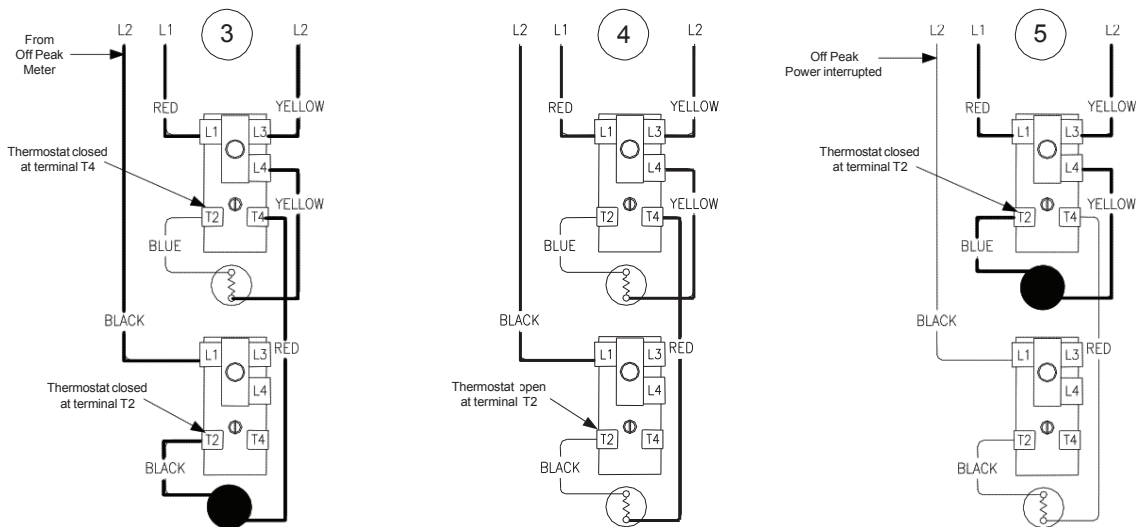 L2 L1 3 L2
From
Off Peak
Meter
RED YELLOW
L1 L3
L4
Thermostat closed
at terminal T4
YELLOW
T2 T4
BLUE
BLACK
RED
L1 L3
L4
Thermostat closed
at terminal T2
T2 T4
BLACK
L2 L1 4 L2
RED YELLOW
L1 L3
L4
YELLOW
T2 T4
BLUE
BLACK
RED
L1 L3
L4
Thermostat open
at terminal T2
T2 T4
BLACK
L1 5 L2
Off Peak
Power interrupted
RED YELLOW
L1 L3
L4
Thermostat closed
at terminal T2
YELLOW
T2 T4
BLUE
BLACK
RED
L1 L3
L4
T2 T4
BLACK